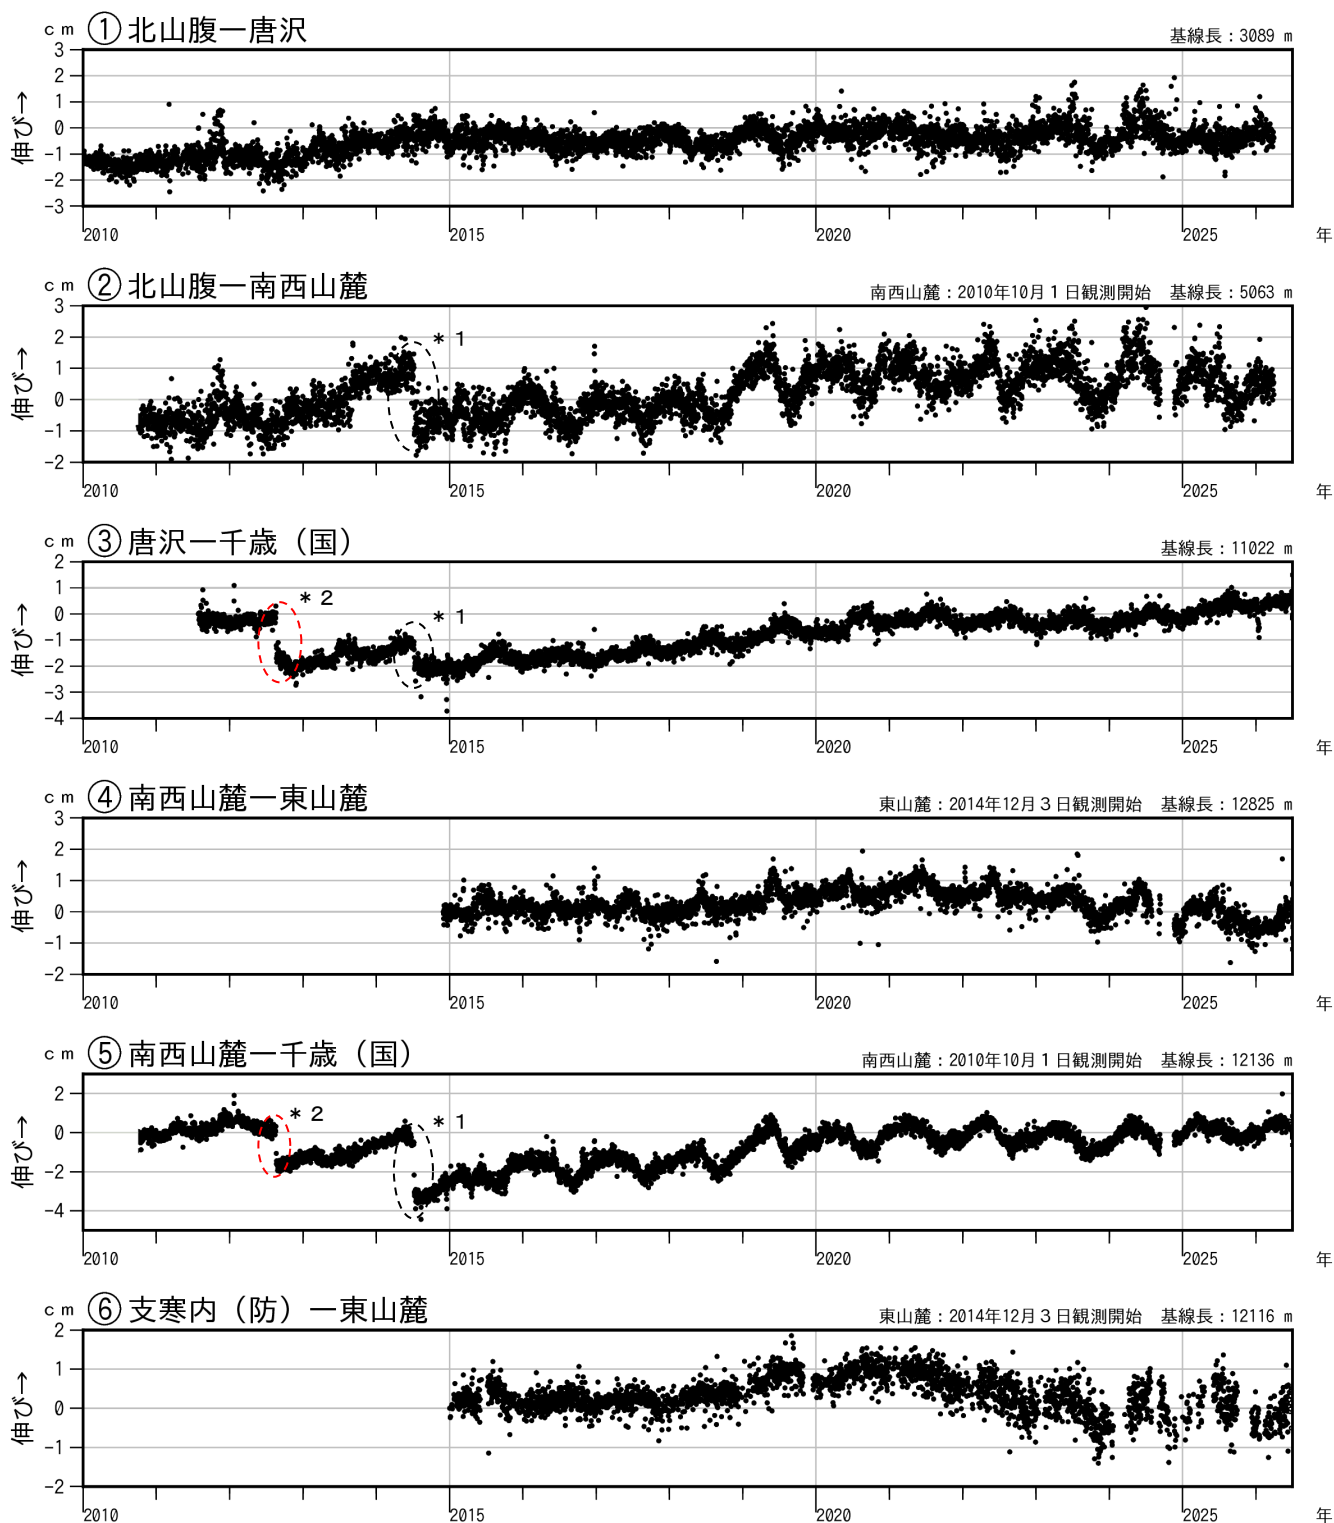 cm ①北山腹ー唐沢 基線長：3089 m
3
2
1
0
-1
-2
-3
伸び→
2010 2015 2020 2025 年
cm ②北山腹ー南西山麓 南西山麓：2010年10月１日観測開始 基線長：5063 m
3
2
1
0
-1
-2
伸び→
＊１
2010 2015 2020 2025 年
cm ③唐沢ー千歳（国） 基線長：11022 m
2
1
0
-1
-2
-3
-4
伸び→
＊２
＊１
2010 2015 2020 2025 年
cm ④南西山麓ー東山麓 東山麓：2014年12月３日観測開始 基線長：12825 m
3
2
1
0
-1
-2
伸び→
2010 2015 2020 2025 年
cm ⑤南西山麓ー千歳（国） 南西山麓：2010年10月１日観測開始 基線長：12136 m
2
0
-2
-4
伸び→
＊２
＊１
2010 2015 2020 2025 年
cm ⑥支寒内（防）ー東山麓 東山麓：2014年12月３日観測開始 基線長：12116 m
2
1
0
-1
-2
伸び→
2010 2015 2020 2025 年